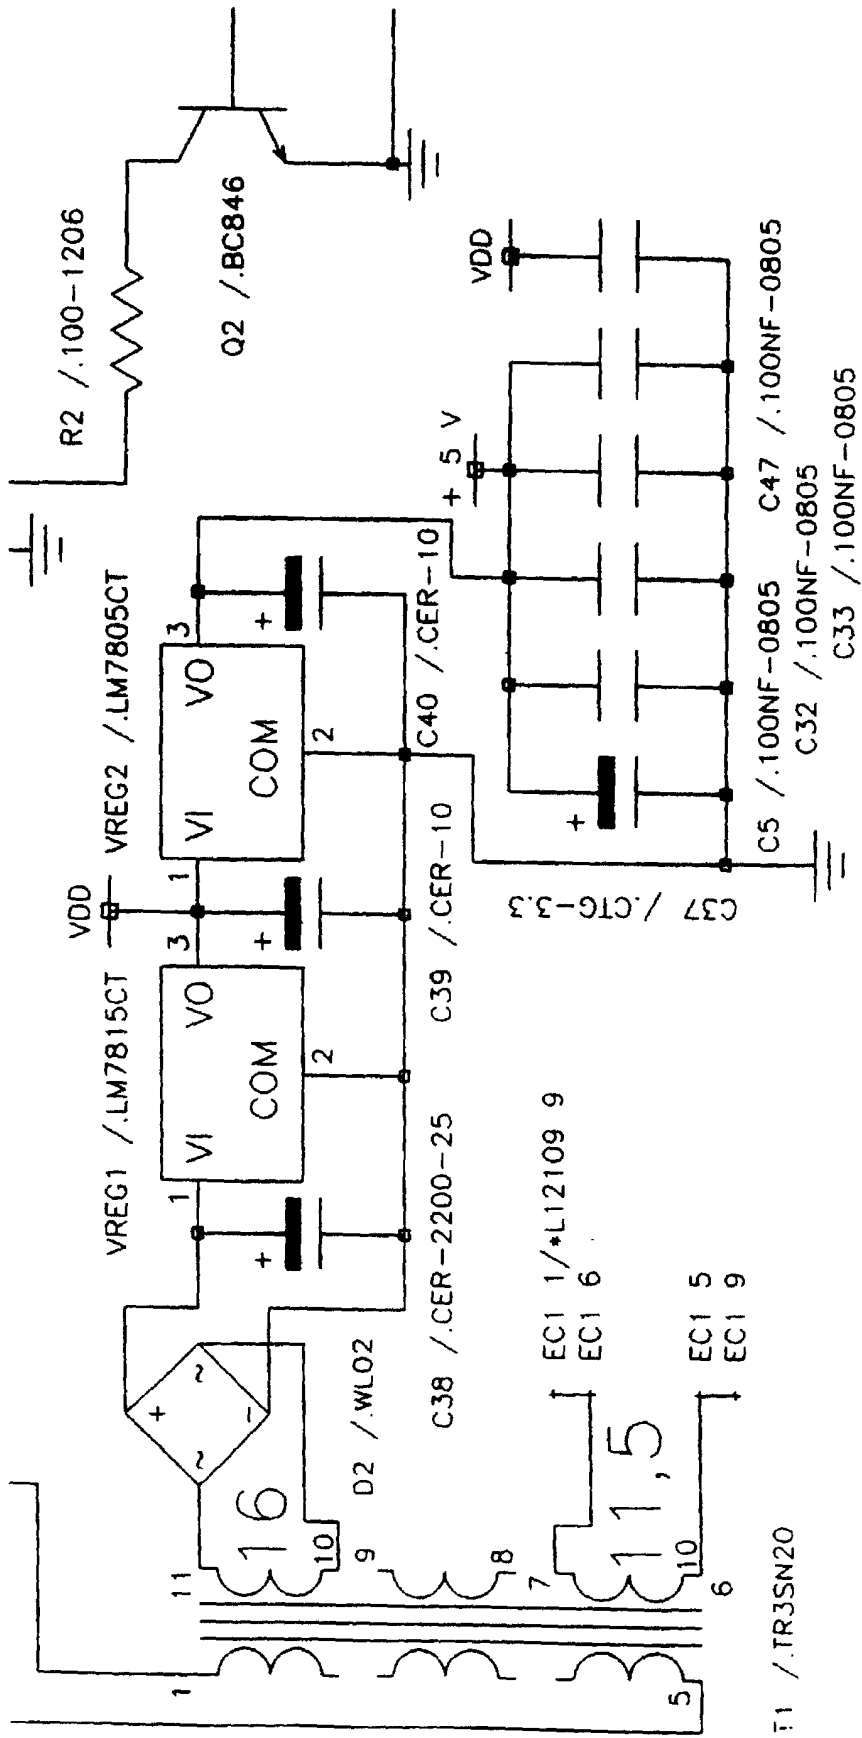 R2 /.100-1206
Q2 /.BC846
VDD
+ 5 V
VREG1 /.LM7815CT
VDD
VREG2 /.LM7805CT
1
VI
VO
3
COM
2
1
VI
VO
3
COM
2
+
+
+
+
-
~
~
D2 /.WL02
C38 /.CER-2200-25
C39 /.CER-10
C40 /.CER-10
+
C37 /.CTG-3.3
C5 /.100NF-0805
C47 /.100NF-0805
C32 /.100NF-0805
C33 /.100NF-0805
11
16
10
9
8
7
11,5
10
6
1
5
EC1 1/*L12109 9
EC1 6
EC1 5
EC1 9
T1 /.TR3SN20